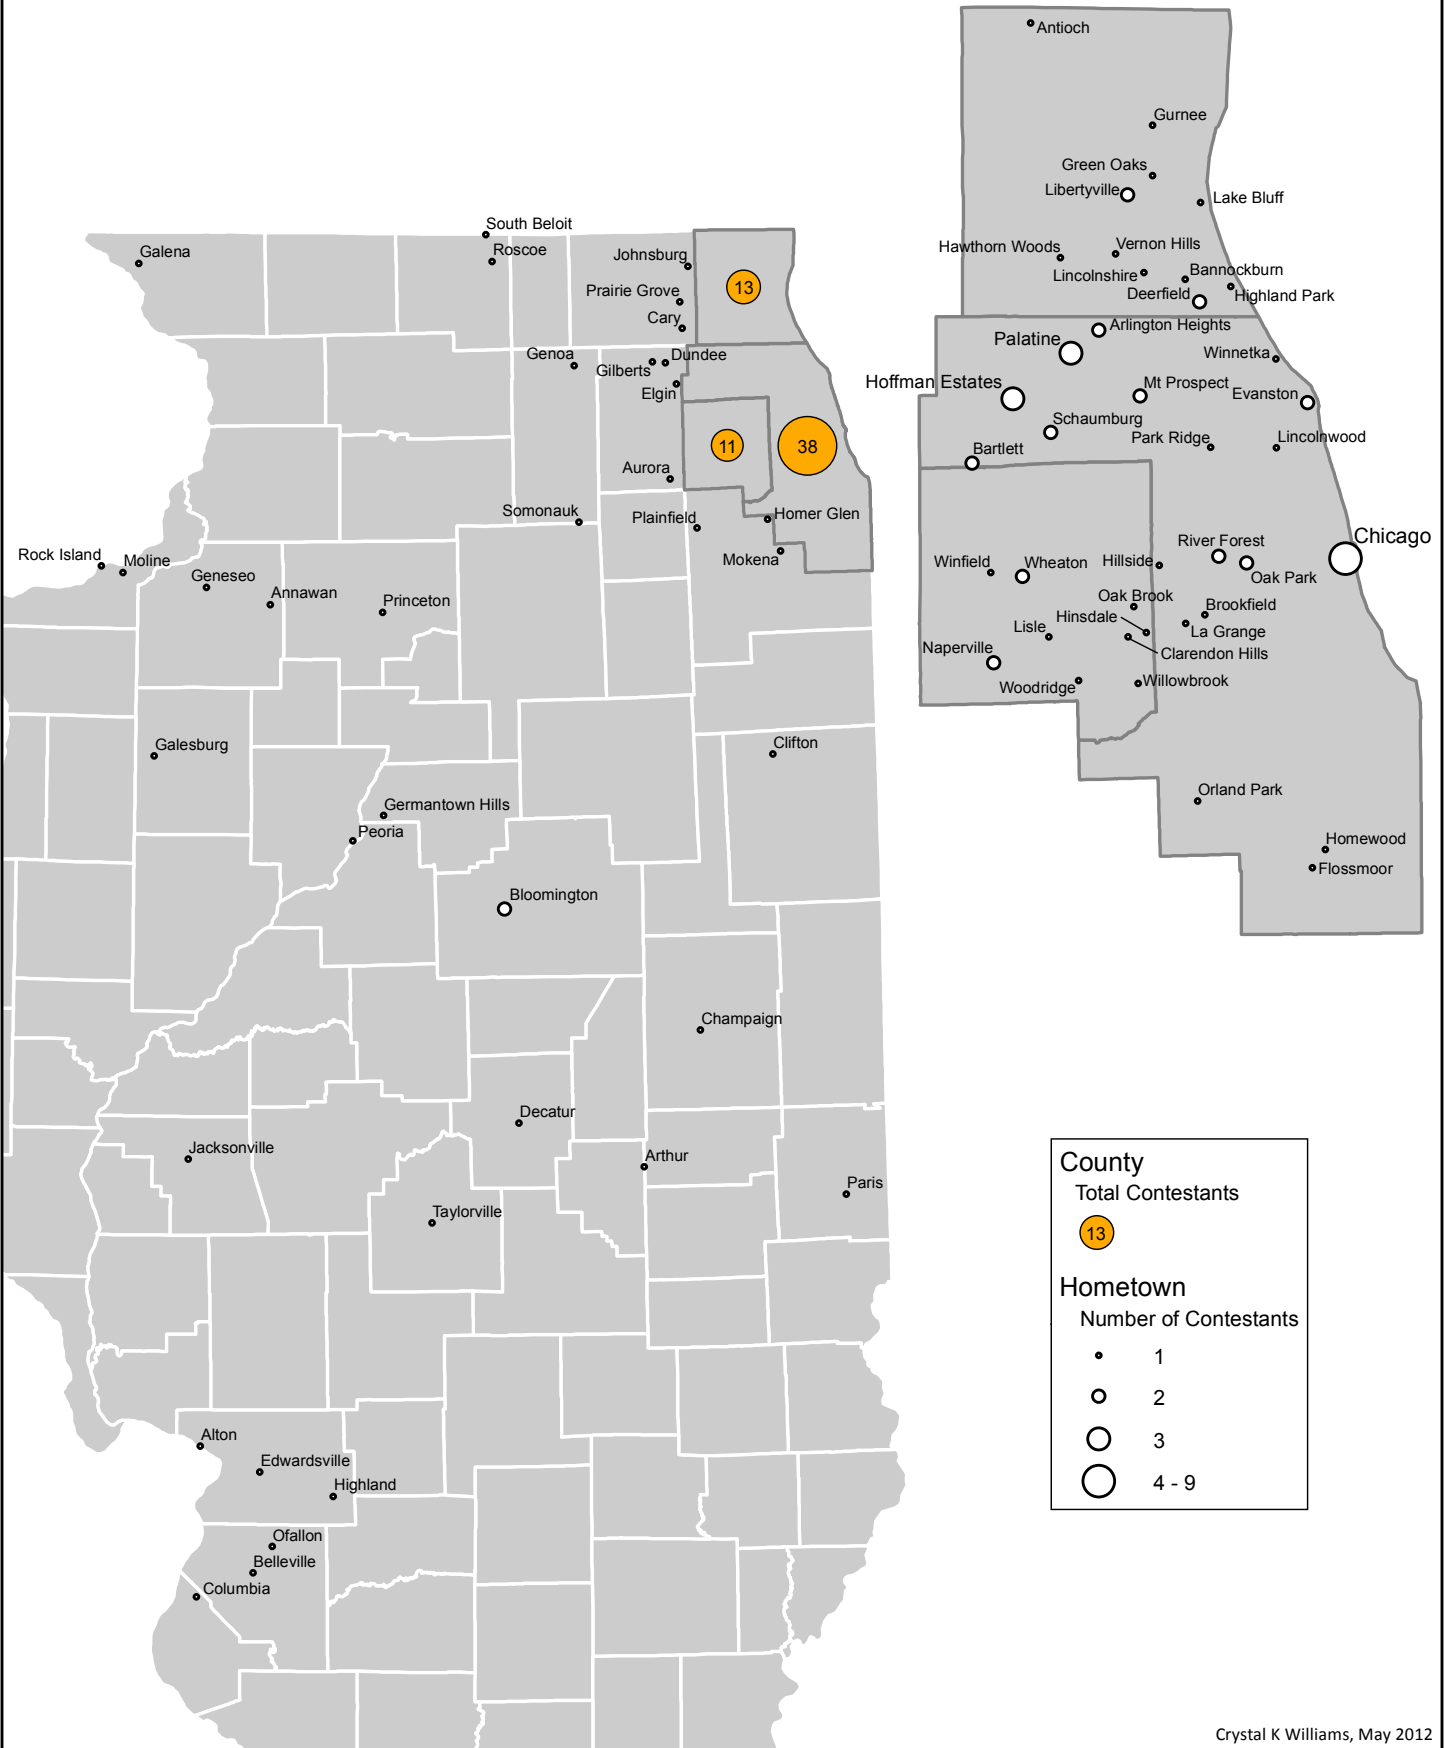 Antioch
Gurnee
Green Oaks
Libertyville
Lake Bluff
Hawthorn Woods
Vernon Hills
Lincolnshire
Bannockburn
Deerfield
Highland Park
Arlington Heights
Palatine
Winnetka
Hoffman Estates
Mt Prospect
Evanston
Schaumburg
Park Ridge
Lincolnwood
Bartlett
Chicago
River Forest
Winfield
Wheaton
Hillside
Oak Park
Oak Brook
Brookfield
Hinsdale
Lisle
La Grange
Naperville
Clarendon Hills
Woodridge
Willowbrook
Orland Park
Homewood
Flossmoor
South Beloit
Galena
Roscoe
Johnsburg
13
Prairie Grove
Cary
Genoa
Dundee
Gilberts
Elgin
11
38
Aurora
Somonauk
Plainfield
Homer Glen
Rock Island
Moline
Mokena
Geneseo
Annawan
Princeton
Galesburg
Clifton
Germantown Hills
Peoria
Bloomington
Champaign
Decatur
Jacksonville
Arthur
Paris
Taylorville
Alton
Edwardsville
Highland
Ofallon
Belleville
Columbia
County
Total Contestants
13
Hometown
Number of Contestants
1
2
3
4 - 9
Crystal K Williams, May 2012